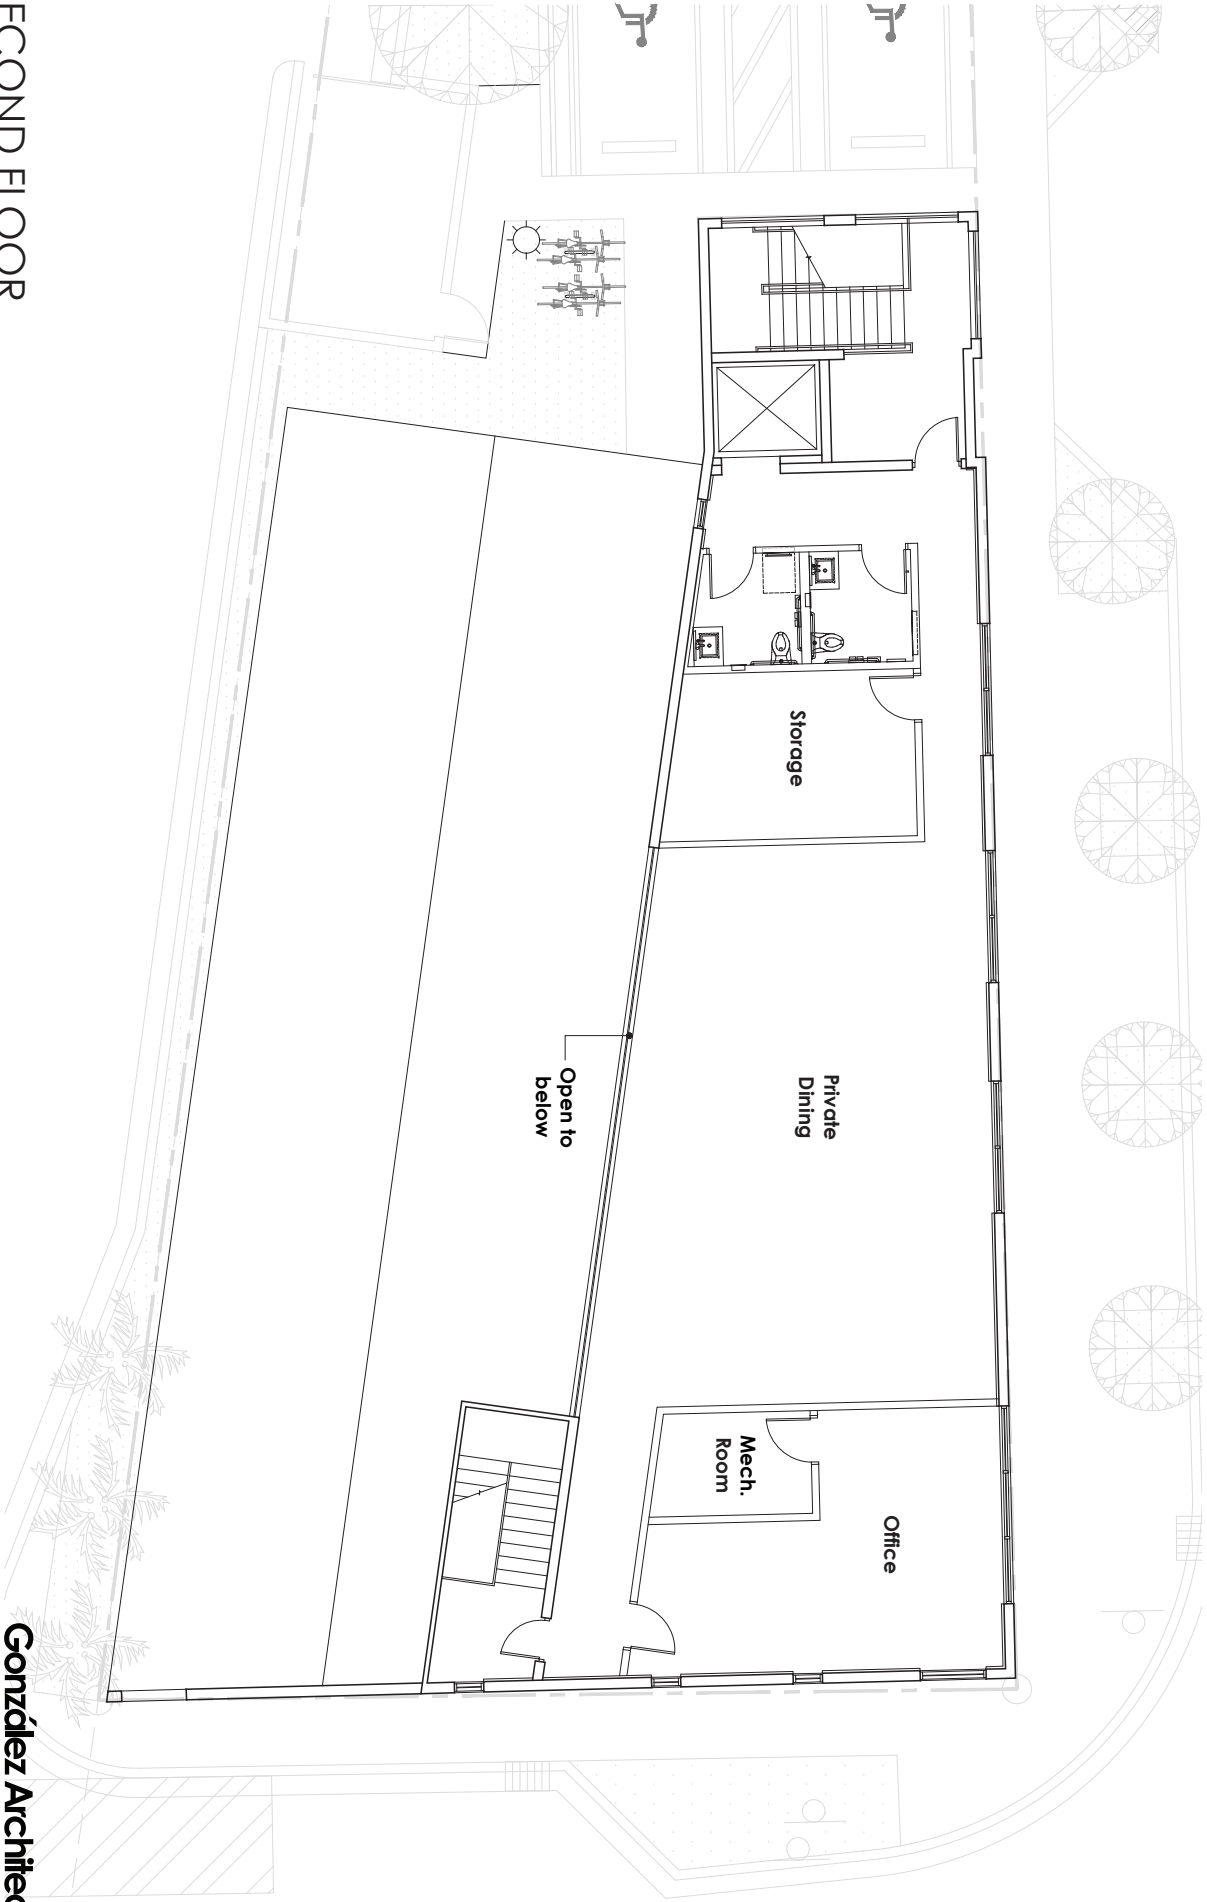 Storage
Private
Dining
Open to
below
Mech.
Room
Office
ECOND FLOOR
González Architec